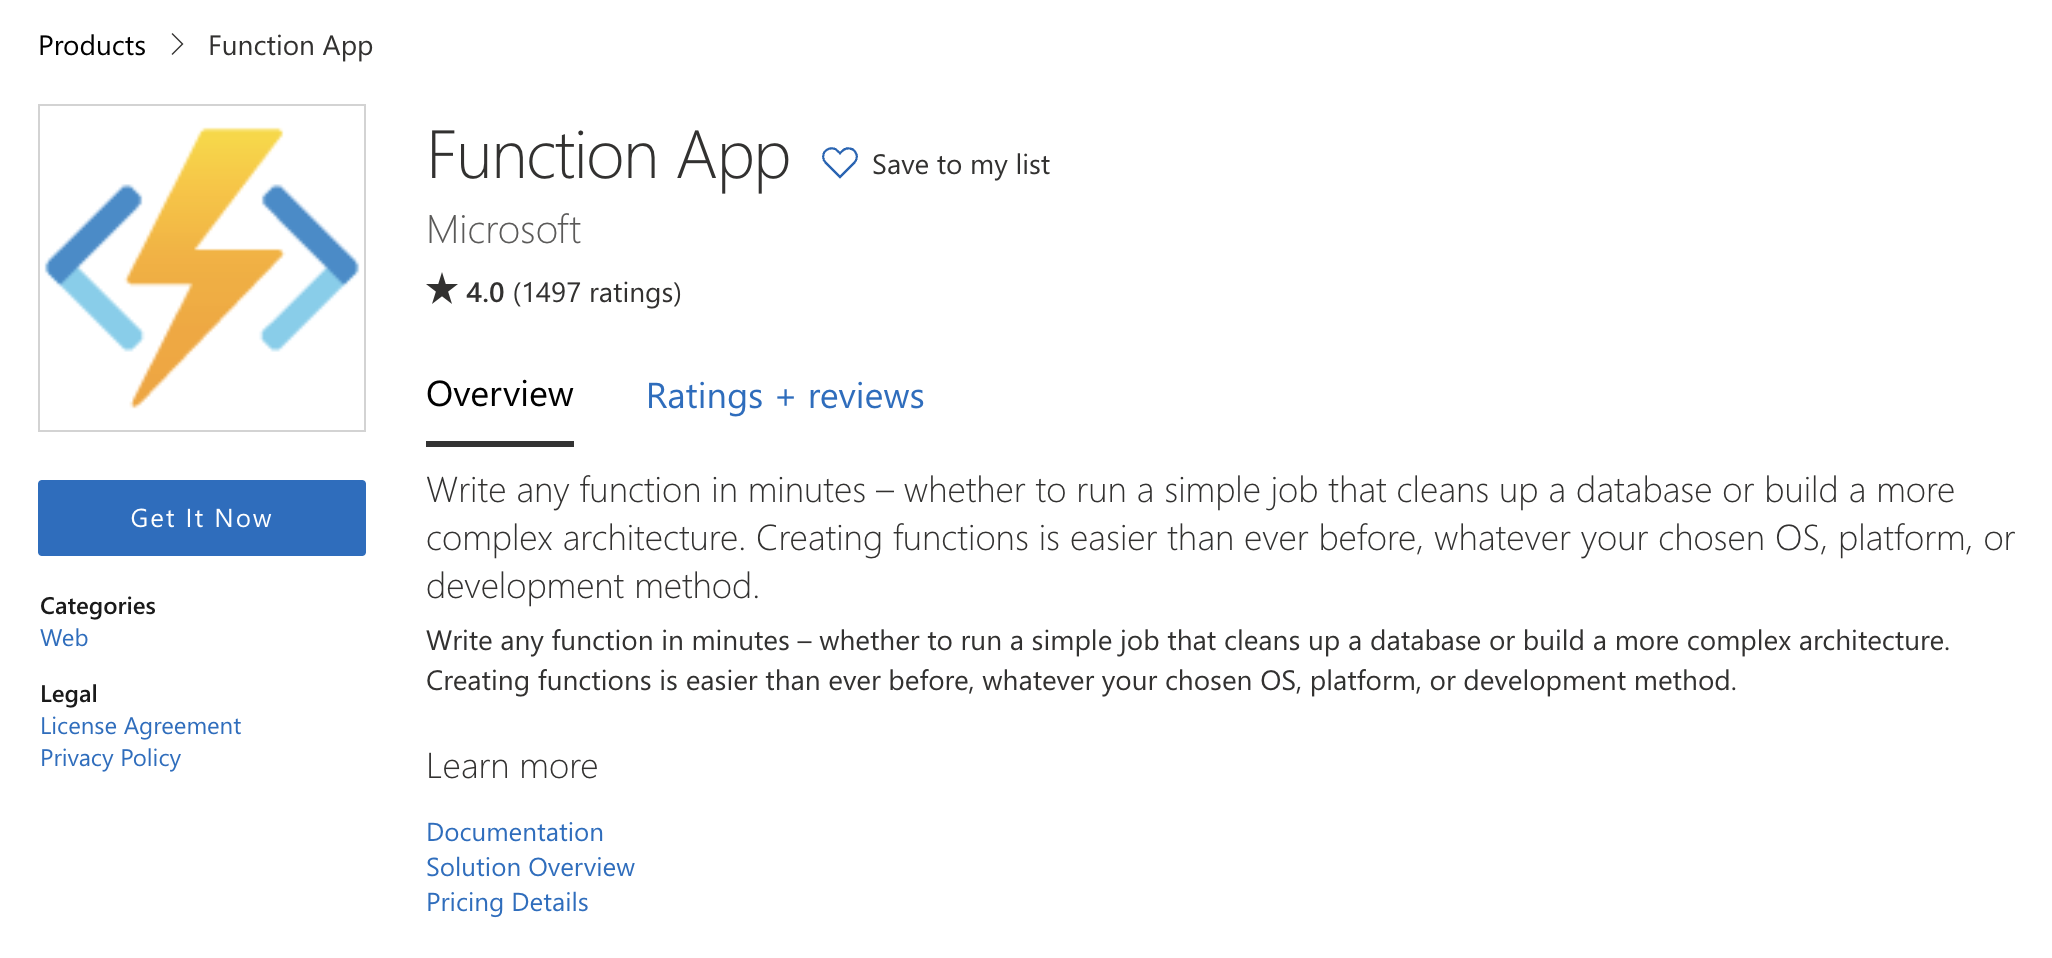 Products > Function App
Function App
Save to my list
Microsoft
★ 4.0 (1497 ratings)
Overview
Ratings + reviews
Get It Now
Categories
Web
Legal
License Agreement
Privacy Policy
Write any function in minutes – whether to run a simple job that cleans up a database or build a more
complex architecture. Creating functions is easier than ever before, whatever your chosen OS, platform, or
development method.
Write any function in minutes – whether to run a simple job that cleans up a database or build a more complex architecture.
Creating functions is easier than ever before, whatever your chosen OS, platform, or development method.
Learn more
Documentation
Solution Overview
Pricing Details